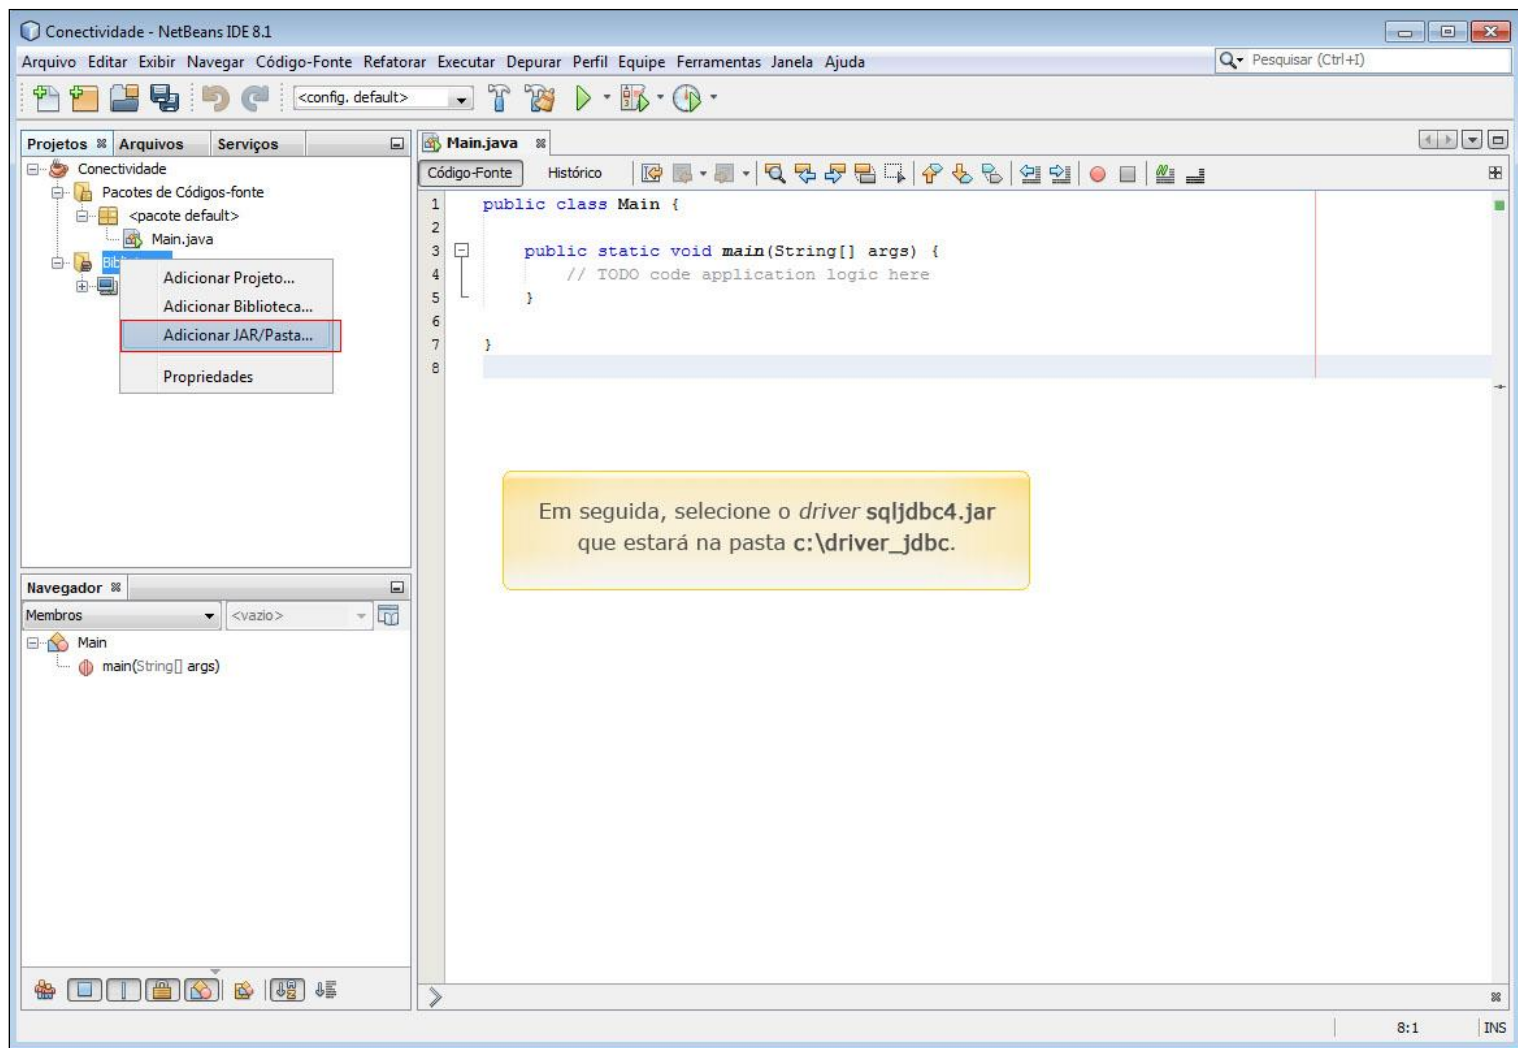 Conectividade - NetBeans IDE 8.1
Arquivo Editar Exibir Navegar Código-Fonte Refatorar Executar Depurar Perfil Equipe Ferramentas Janela Ajuda
Pesquisar (Ctrl+I)
<config. default>
Projetos Arquivos Serviços
Main.java
Conectividade
Código-Fonte Histórico
Pacotes de Códigos-fonte
<pacote default>
Main.java
Adicionar Projeto...
Adicionar Biblioteca...
Adicionar JAR/Pasta...
Propriedades
1 public class Main {
2
3 public static void main(String[] args) {
4 // TODO code application logic here
5 }
6
7 }
8
Em seguida, selecione o driver sqljdbc4.jar
que estará na pasta c:\driver_jdbc.
Navegador
Membros <vazio>
Main
main(String[] args)
8:1 INS